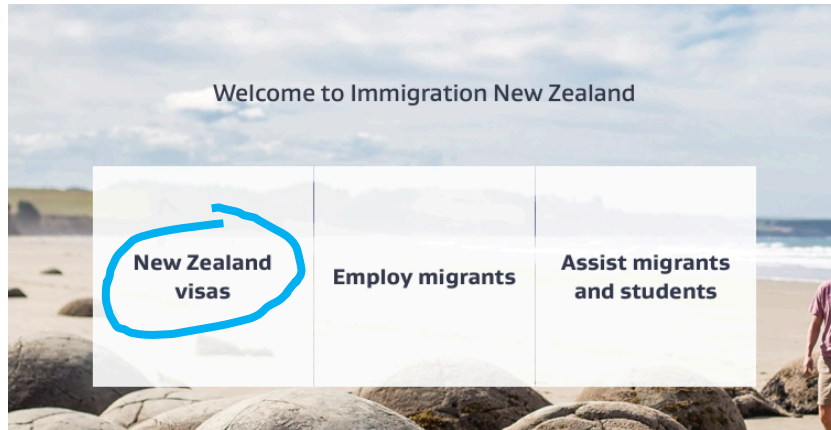 Welcome to Immigration New Zealand
New Zealand
visas
Employ migrants
Assist migrants
and students